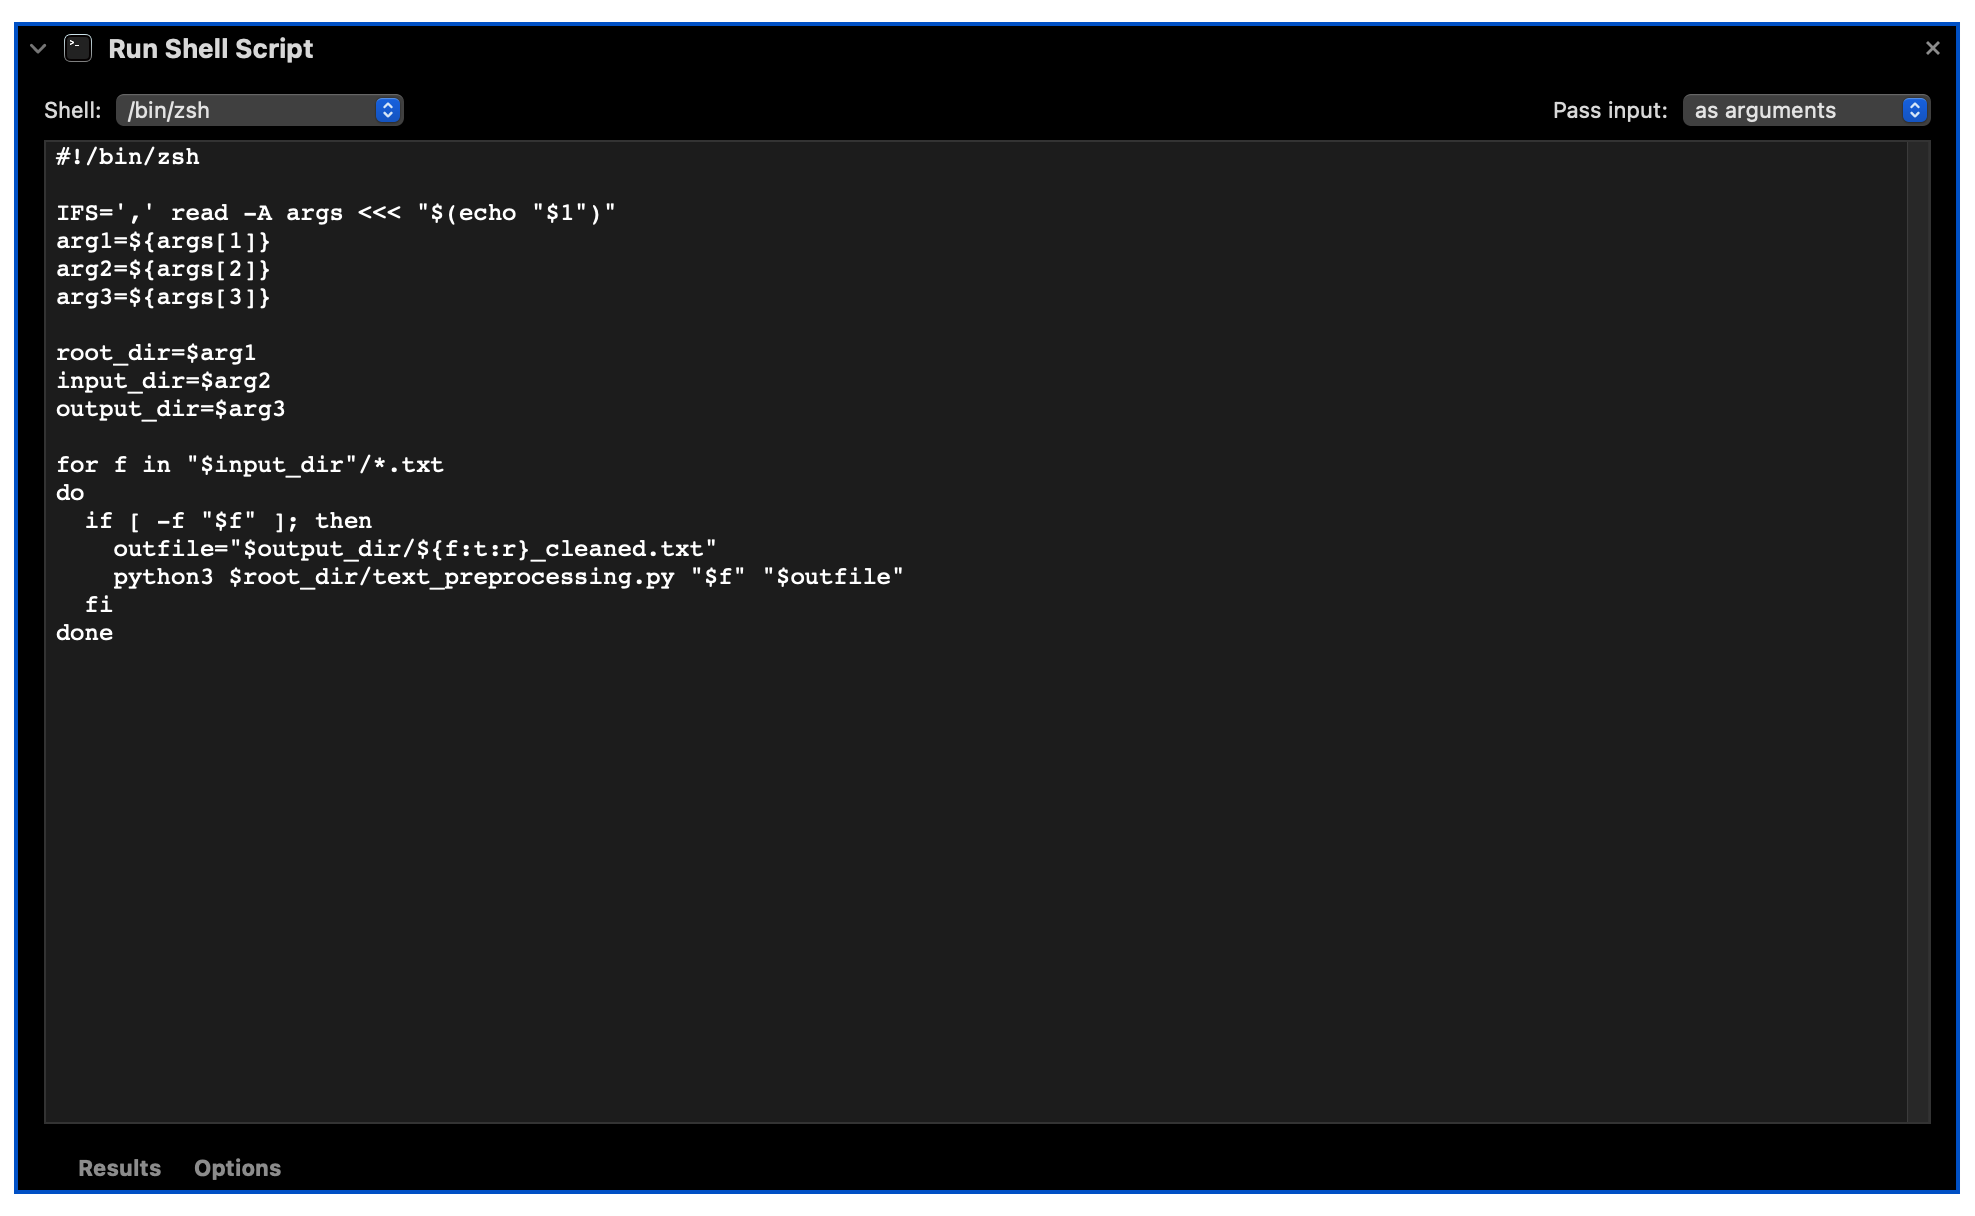 Run Shell Script
Shell: /bin/zsh Pass input: as arguments
#!/bin/zsh
IFS=',' read -A args <<< "$(echo "$1")"
arg1=${args[1]}
arg2=${args[2]}
arg3=${args[3]}
root_dir=$arg1
input_dir=$arg2
output_dir=$arg3
for f in "$input_dir"/*.txt
do
  if [ -f "$f" ]; then
    outfile="$output_dir/${f:t:r}_cleaned.txt"
    python3 $root_dir/text_preprocessing.py "$f" "$outfile"
  fi
done
Results Options